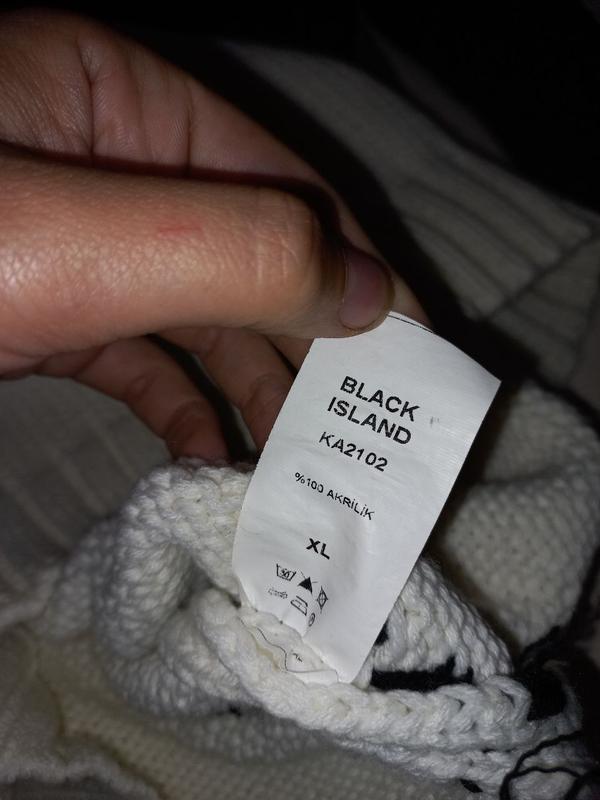 BLACK
ISLAND
KA2102
%100 AKRİLİK
XL